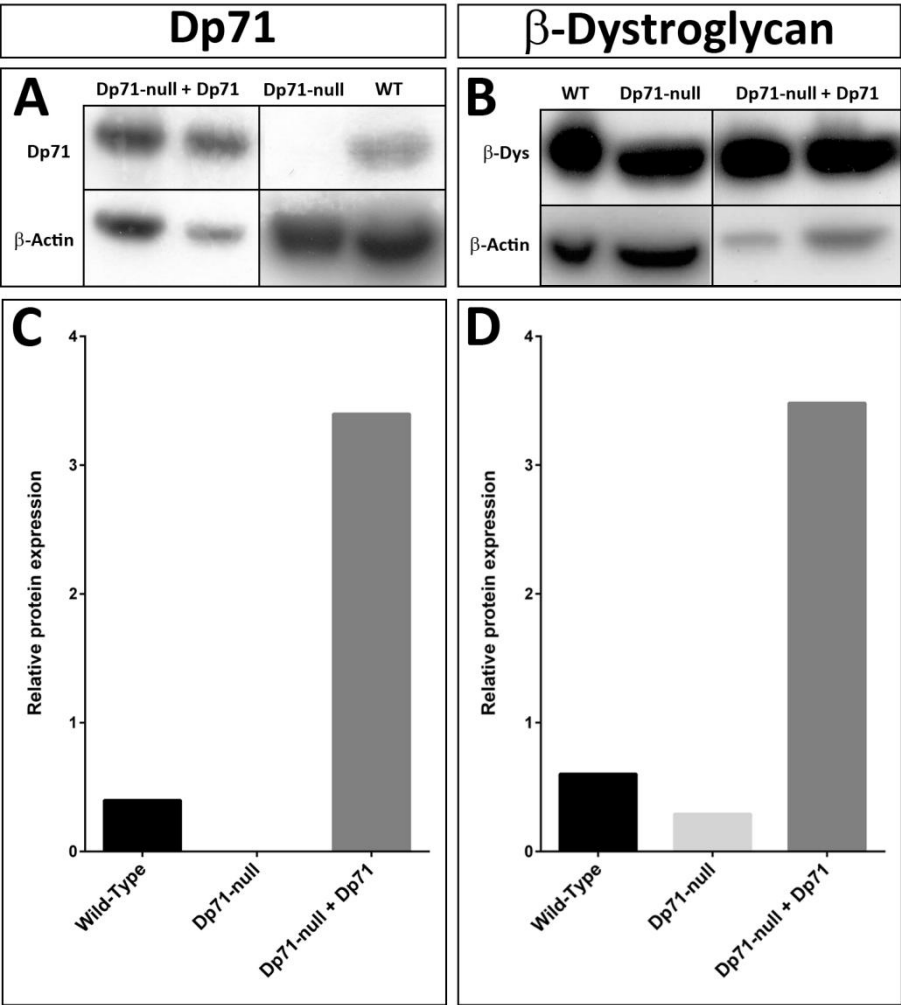 Dp71
β-Dystroglycan
A
Dp71-null + Dp71 Dp71-null WT
Dp71
β-Actin
B
WT Dp71-null Dp71-null + Dp71
β-Dys
β-Actin
C
Relative protein expression
4
3
2
1
0
Wild-Type
Dp71-null
Dp71-null + Dp71
D
Relative protein expression
4
3
2
1
0
Wild-Type
Dp71-null
Dp71-null + Dp71